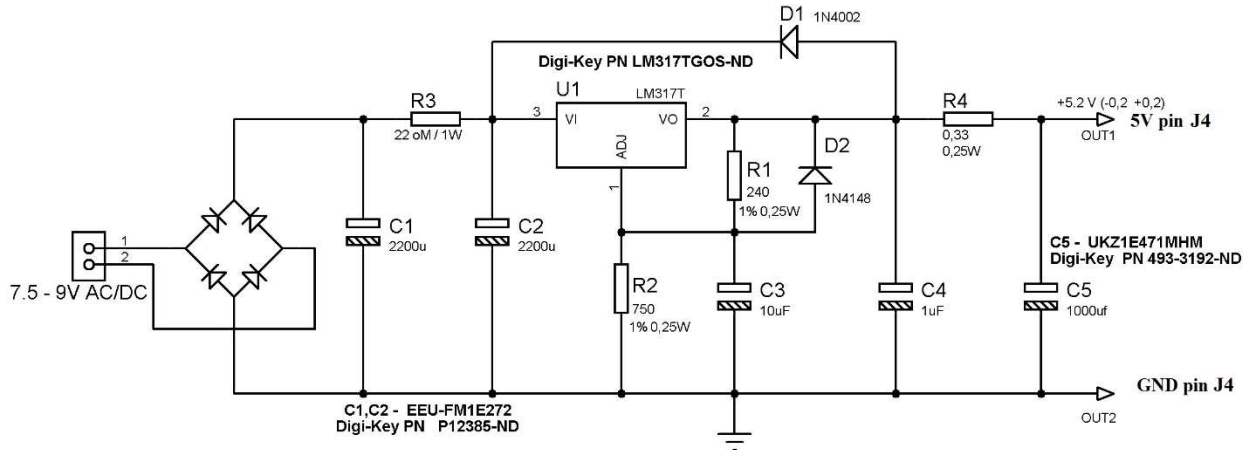 D1 1N4002
Digi-Key PN LM317TGOS-ND
U1
LM317T
R3
22 oM / 1W
3
VI
VO
2
ADJ
1
R4
0,33
0,25W
+5.2 V (-0,2 +0,2)
5V pin J4
OUT1
D2
1N4148
R1
240
1% 0,25W
C1
2200u
C2
2200u
1
2
7.5 - 9V AC/DC
R2
750
1% 0,25W
C3
10uF
C4
1uF
C5 - UKZ1E471MHM
Digi-Key PN 493-3192-ND
C5
1000uf
C1,C2 - EEU-FM1E272
Digi-Key PN P12385-ND
GND pin J4
OUT2